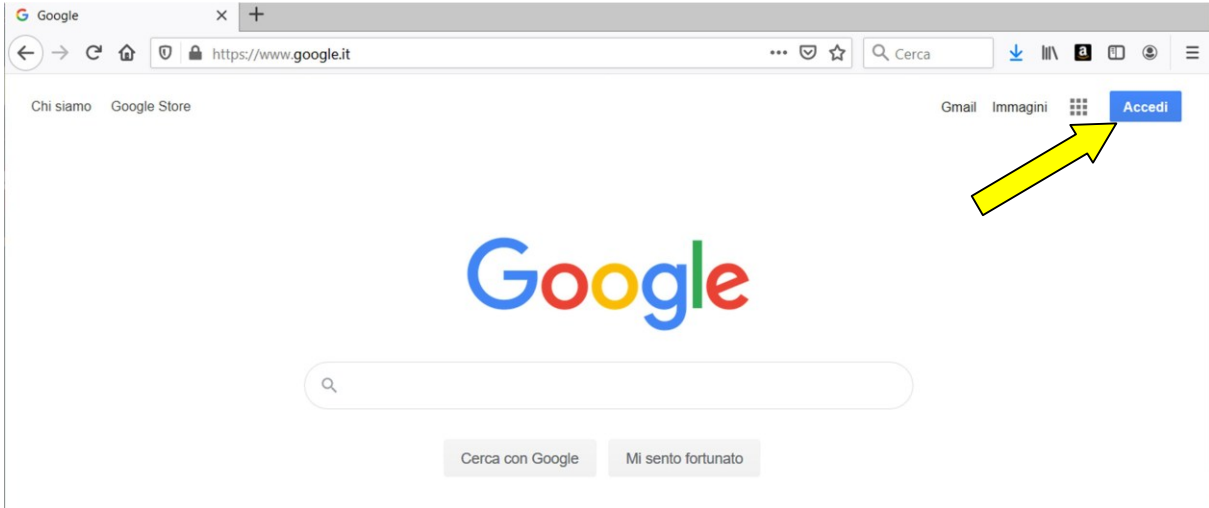 Google
https://www.google.it
Cerca
Chi siamo Google Store
Gmail Immagini Accedi
Google
Cerca con Google Mi sento fortunato